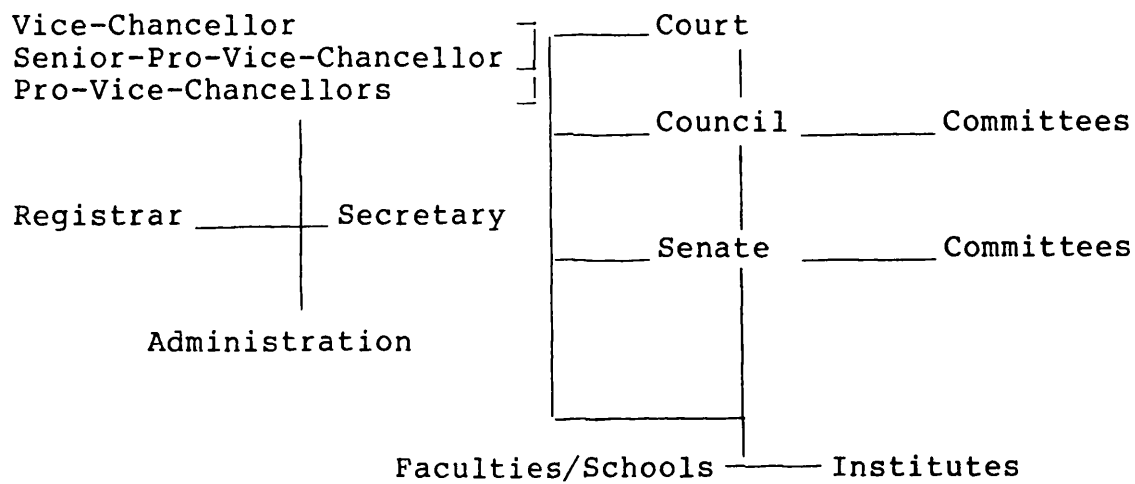 Vice-Chancellor
Senior-Pro-Vice-Chancellor
Pro-Vice-Chancellors
Court
Council Committees
Registrar Secretary
Senate Committees
Administration
Faculties/Schools Institutes